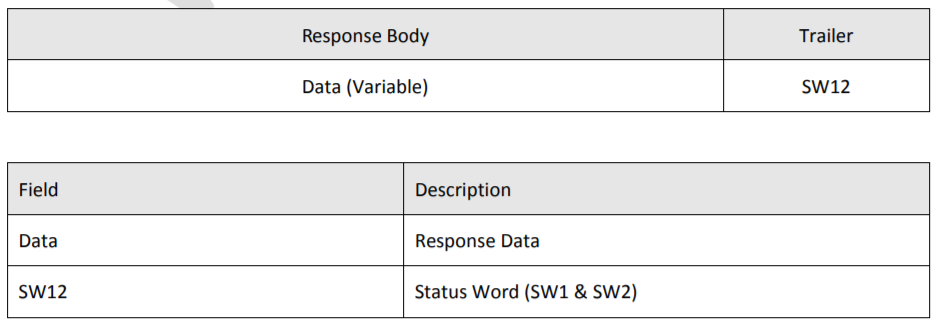 Response Body Trailer
Data (Variable) SW12
Field Description
Data Response Data
SW12 Status Word (SW1 & SW2)